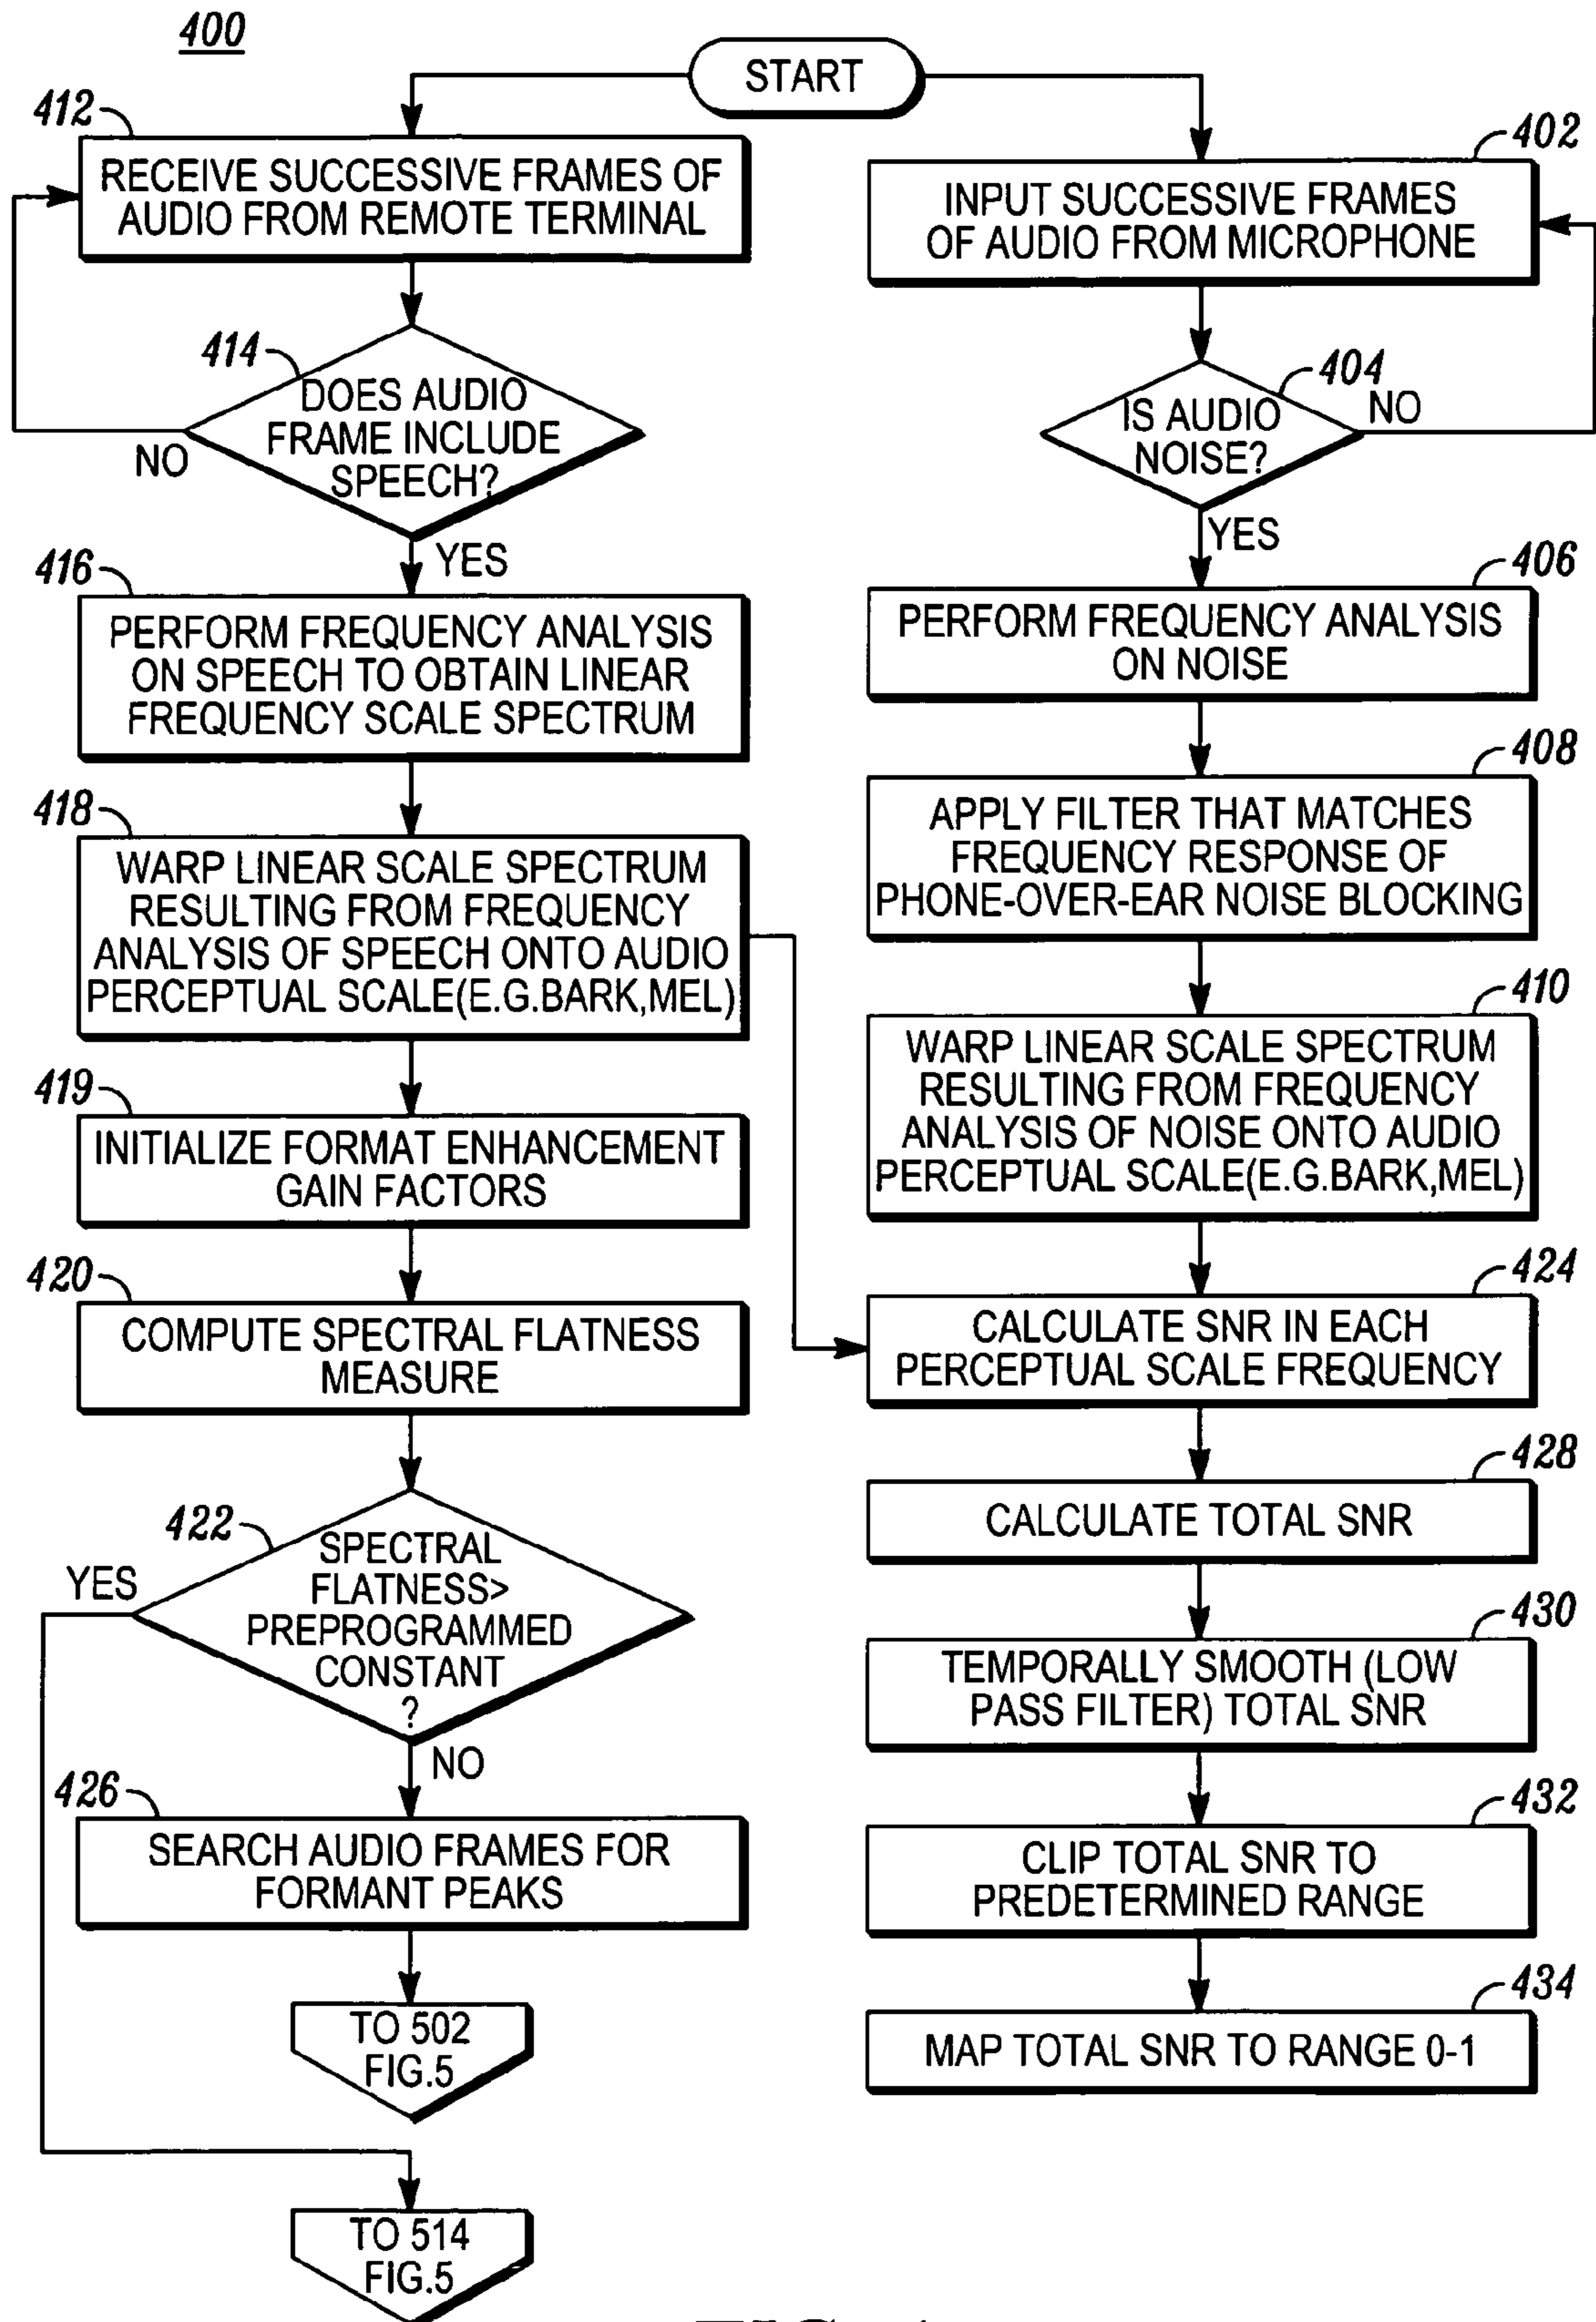 400
START
412
RECEIVE SUCCESSIVE FRAMES OF
AUDIO FROM REMOTE TERMINAL
414
DOES AUDIO
FRAME INCLUDE
SPEECH?
NO
YES
416
PERFORM FREQUENCY ANALYSIS
ON SPEECH TO OBTAIN LINEAR
FREQUENCY SCALE SPECTRUM
418
WARP LINEAR SCALE SPECTRUM
RESULTING FROM FREQUENCY
ANALYSIS OF SPEECH ONTO AUDIO
PERCEPTUAL SCALE(E.G.BARK,MEL)
419
INITIALIZE FORMAT ENHANCEMENT
GAIN FACTORS
420
COMPUTE SPECTRAL FLATNESS
MEASURE
422
SPECTRAL
FLATNESS>
PREPROGRAMMED
CONSTANT
?
YES
NO
426
SEARCH AUDIO FRAMES FOR
FORMANT PEAKS
TO 502
FIG.5
TO 514
FIG.5
402
INPUT SUCCESSIVE FRAMES
OF AUDIO FROM MICROPHONE
404
IS AUDIO
NOISE?
NO
YES
406
PERFORM FREQUENCY ANALYSIS
ON NOISE
408
APPLY FILTER THAT MATCHES
FREQUENCY RESPONSE OF
PHONE-OVER-EAR NOISE BLOCKING
410
WARP LINEAR SCALE SPECTRUM
RESULTING FROM FREQUENCY
ANALYSIS OF NOISE ONTO AUDIO
PERCEPTUAL SCALE(E.G.BARK,MEL)
424
CALCULATE SNR IN EACH
PERCEPTUAL SCALE FREQUENCY
428
CALCULATE TOTAL SNR
430
TEMPORALLY SMOOTH (LOW
PASS FILTER) TOTAL SNR
432
CLIP TOTAL SNR TO
PREDETERMINED RANGE
434
MAP TOTAL SNR TO RANGE 0-1